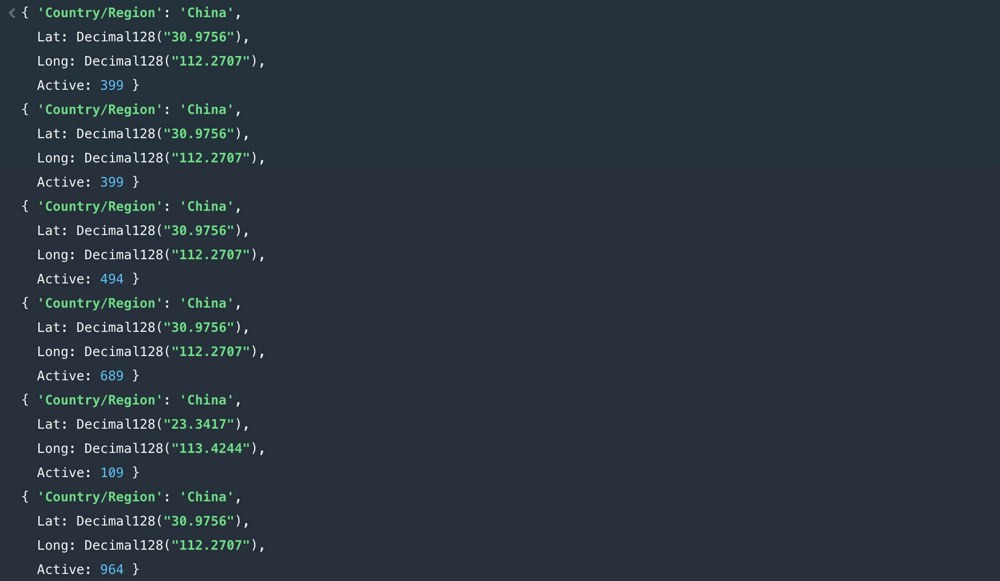 { 'Country/Region': 'China',
Lat: Decimal128("30.9756"),
Long: Decimal128("112.2707"),
Active: 399 }
{ 'Country/Region': 'China',
Lat: Decimal128("30.9756"),
Long: Decimal128("112.2707"),
Active: 399 }
{ 'Country/Region': 'China',
Lat: Decimal128("30.9756"),
Long: Decimal128("112.2707"),
Active: 494 }
{ 'Country/Region': 'China',
Lat: Decimal128("30.9756"),
Long: Decimal128("112.2707"),
Active: 689 }
{ 'Country/Region': 'China',
Lat: Decimal128("23.3417"),
Long: Decimal128("113.4244"),
Active: 109 }
{ 'Country/Region': 'China',
Lat: Decimal128("30.9756"),
Long: Decimal128("112.2707"),
Active: 964 }